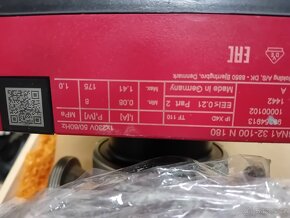 32-100 N 180
10000102
1442
A
IP X4D
TF 110
EEI≤0.21 Part 2
Made in Germany
1x230V 50/60Hz
I₁[A] P₁[W] MPa
Min. 0.08 8
Max. 1.41 175 1.0
A/S, DK - 8850 Bjerringbro, Denmark
EAC